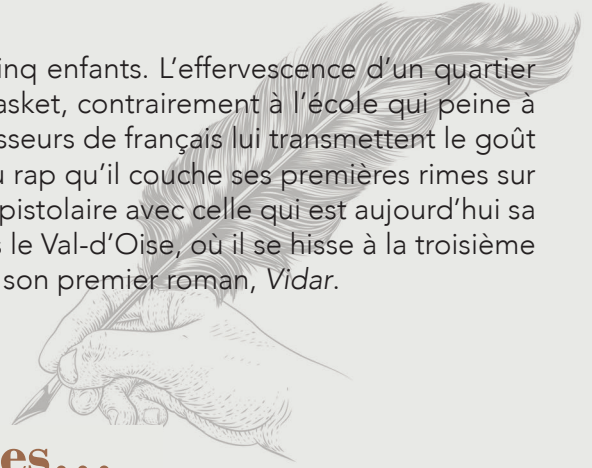 inq enfants. L’effervescence d’un quartier
asket, contrairement à l’école qui peine à
sseurs de français lui transmettent le goût
u rap qu’il couche ses premières rimes sur
pistolaire avec celle qui est aujourd’hui sa
s le Val-d’Oise, où il se hisse à la troisième
son premier roman, Vidar.
es...